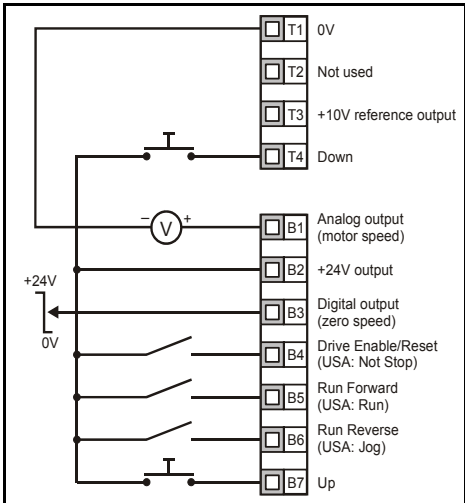 T1 0V
T2 Not used
T3 +10V reference output
T4 Down
– V +
B1 Analog output
(motor speed)
B2 +24V output
+24V
0V
B3 Digital output
(zero speed)
B4 Drive Enable/Reset
(USA: Not Stop)
B5 Run Forward
(USA: Run)
B6 Run Reverse
(USA: Jog)
B7 Up